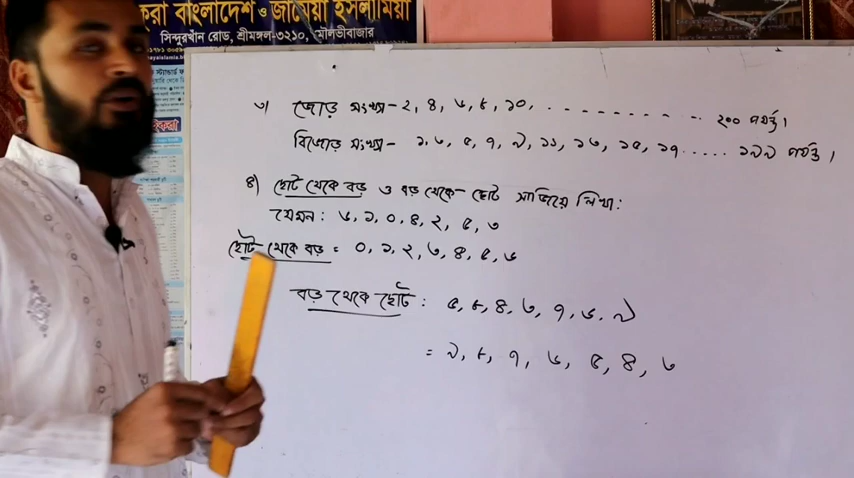 করা বাংলাদেশ ও জামেয়া ইসলামিয়া
সিন্দুরখাঁন রোড, শ্রীমঙ্গল-৩২১০, মৌলভীবাজার
৩) জোড় সংখ্যা - ২, ৪, ৬, ৮, ১০, - - - - - - - - - - - - ২০০ পর্যন্ত।
বিজোড় সংখ্যা - ১, ৩, ৫, ৭, ৯, ১১, ১৩, ১৫, ১৭ ..... ১৯৯ পর্যন্ত।
৪) ছোট থেকে বড় ও বড় থেকে - ছোট সাজিয়ে লিখা:
যেমন: ৬, ১, ০, ৪, ২, ৫, ৩
ছোট থেকে বড় = ০, ১, ২, ৩, ৪, ৫, ৬
বড় থেকে ছোট: ৫, ৮, ৪, ৩, ৭, ৬, ৯
= ৯, ৮, ৭, ৬, ৫, ৪, ৩